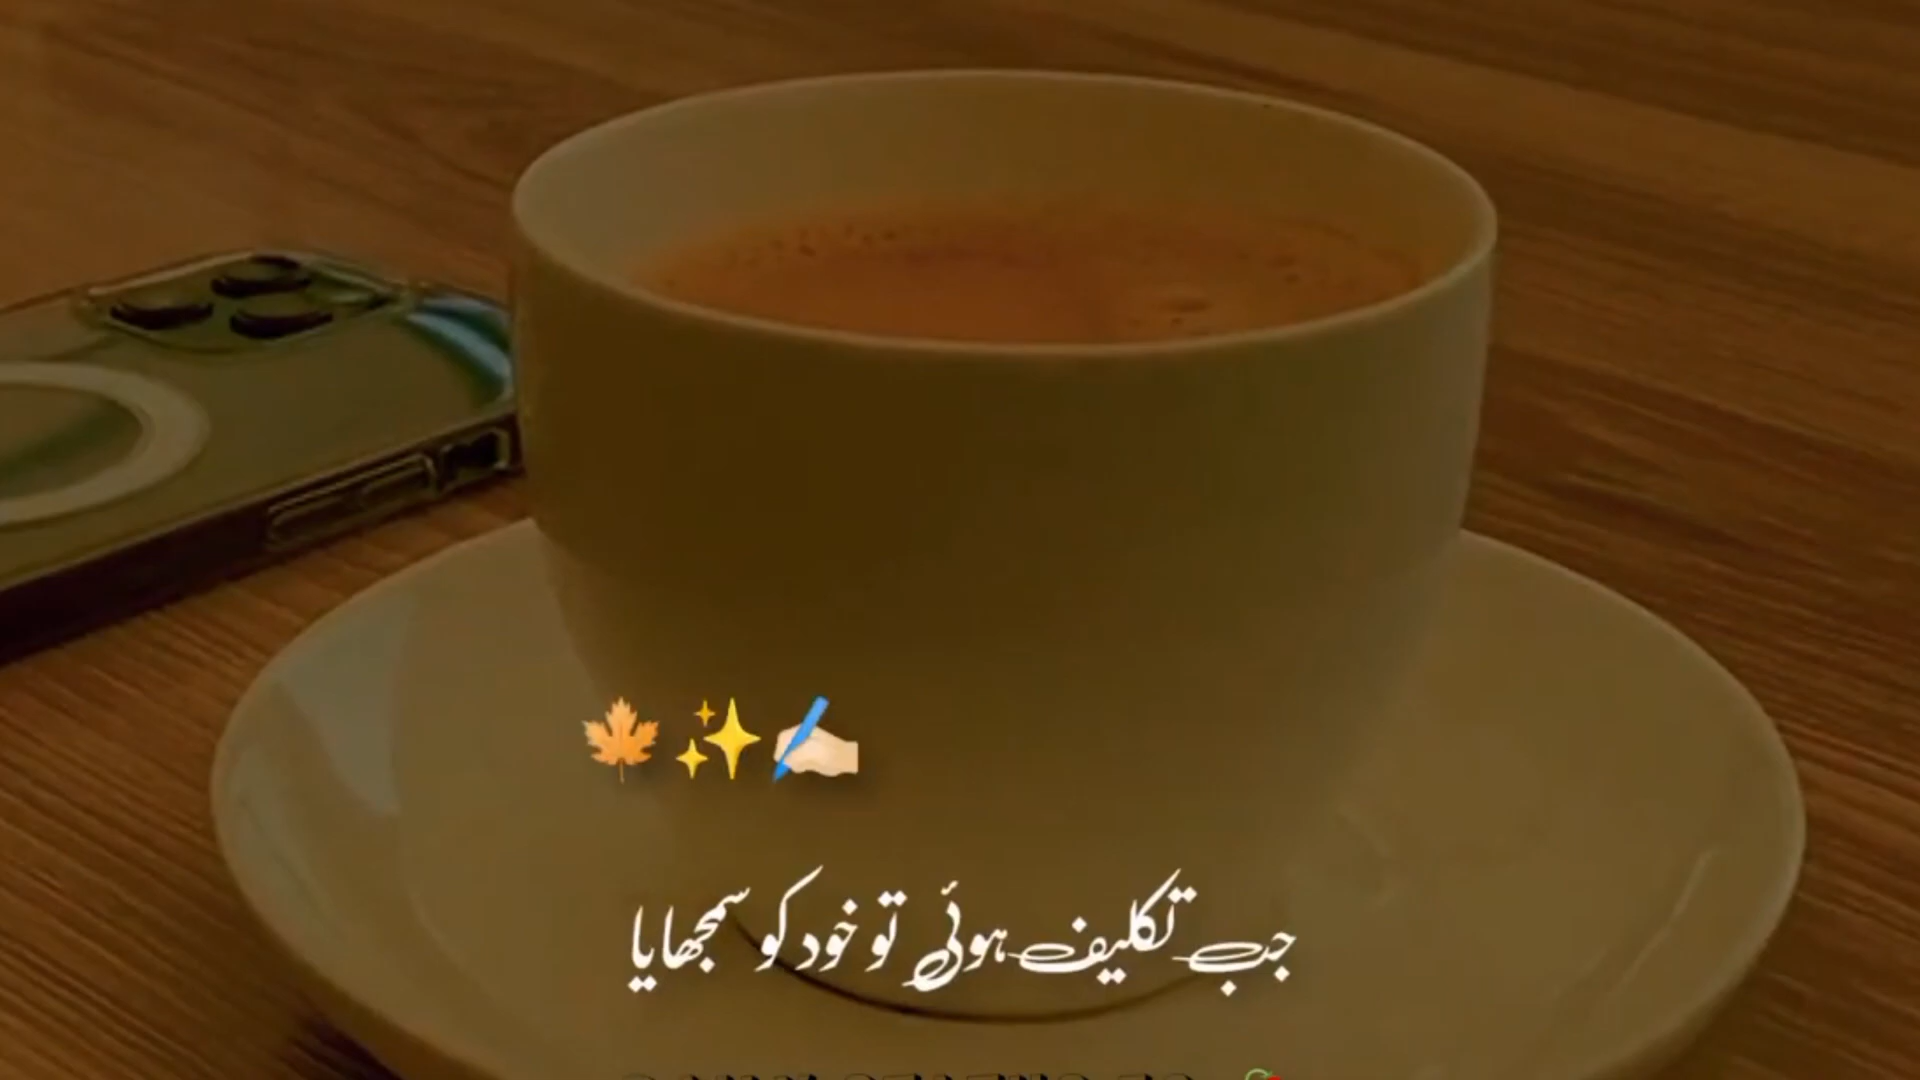 🍁✨✍🏻
جب تکلیف ہوئی تو خود کو سمجھایا